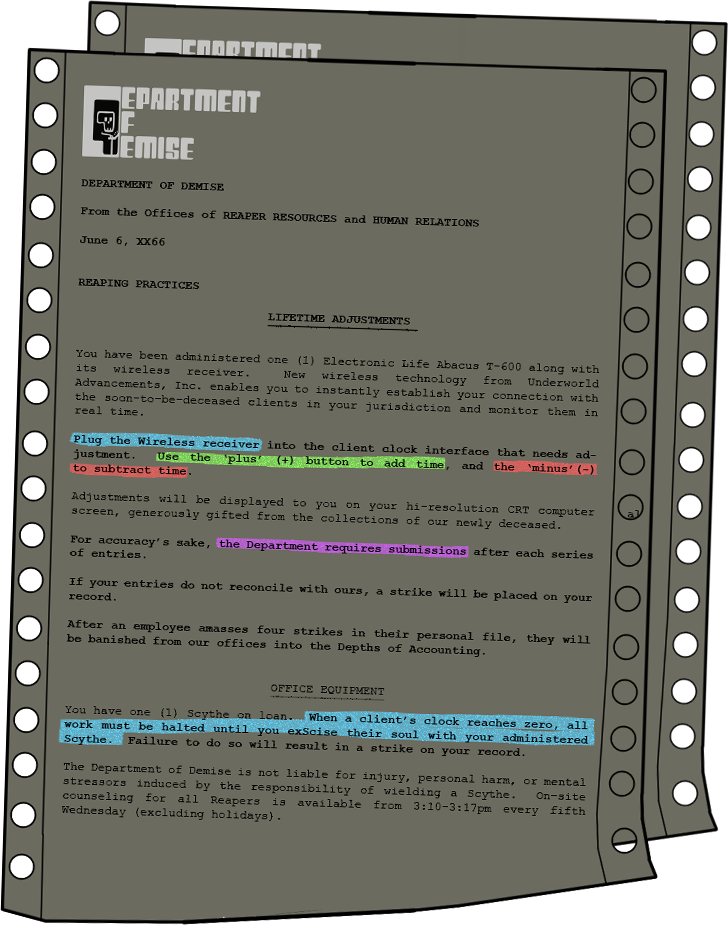 DEPARTMENT
DEPARTMENT
OF
DEMISE
DEPARTMENT OF DEMISE
From the Offices of REAPER RESOURCES and HUMAN RELATIONS
June 6, XX66
REAPING PRACTICES
LIFETIME ADJUSTMENTS
You have been administered one (1) Electronic Life Abacus T-600 along with
its wireless receiver. New wireless technology from Underworld
Advancements, Inc. enables you to instantly establish your connection with
the soon-to-be-deceased clients in your jurisdiction and monitor them in
real time.
Plug the Wireless receiver into the client clock interface that needs ad-
justment. Use the 'plus' (+) button to add time, and the 'minus'(-)
to subtract time.
Adjustments will be displayed to you on your hi-resolution CRT computer
screen, generously gifted from the collections of our newly deceased.
al
For accuracy's sake, the Department requires submissions after each series
of entries.
If your entries do not reconcile with ours, a strike will be placed on your
record.
After an employee amasses four strikes in their personal file, they will
be banished from our offices into the Depths of Accounting.
OFFICE EQUIPMENT
You have one (1) Scythe on loan. When a client's clock reaches zero, all
work must be halted until you exScise their soul with your administered
Scythe. Failure to do so will result in a strike on your record.
The Department of Demise is not liable for injury, personal harm, or mental
stressors induced by the responsibility of wielding a Scythe. On-site
counseling for all Reapers is available from 3:10-3:17pm every fifth
Wednesday (excluding holidays).